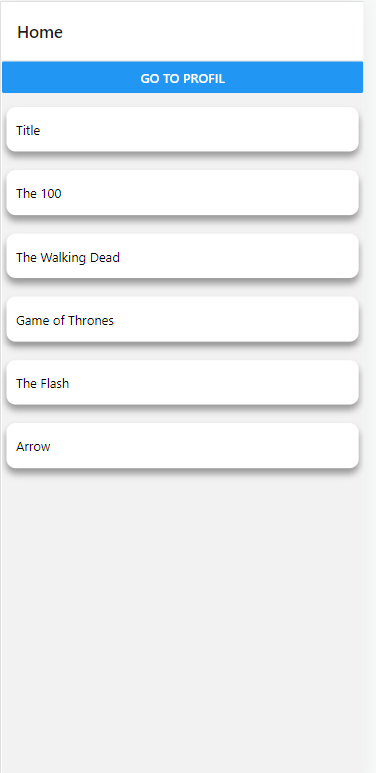 Home
GO TO PROFIL
Title
The 100
The Walking Dead
Game of Thrones
The Flash
Arrow